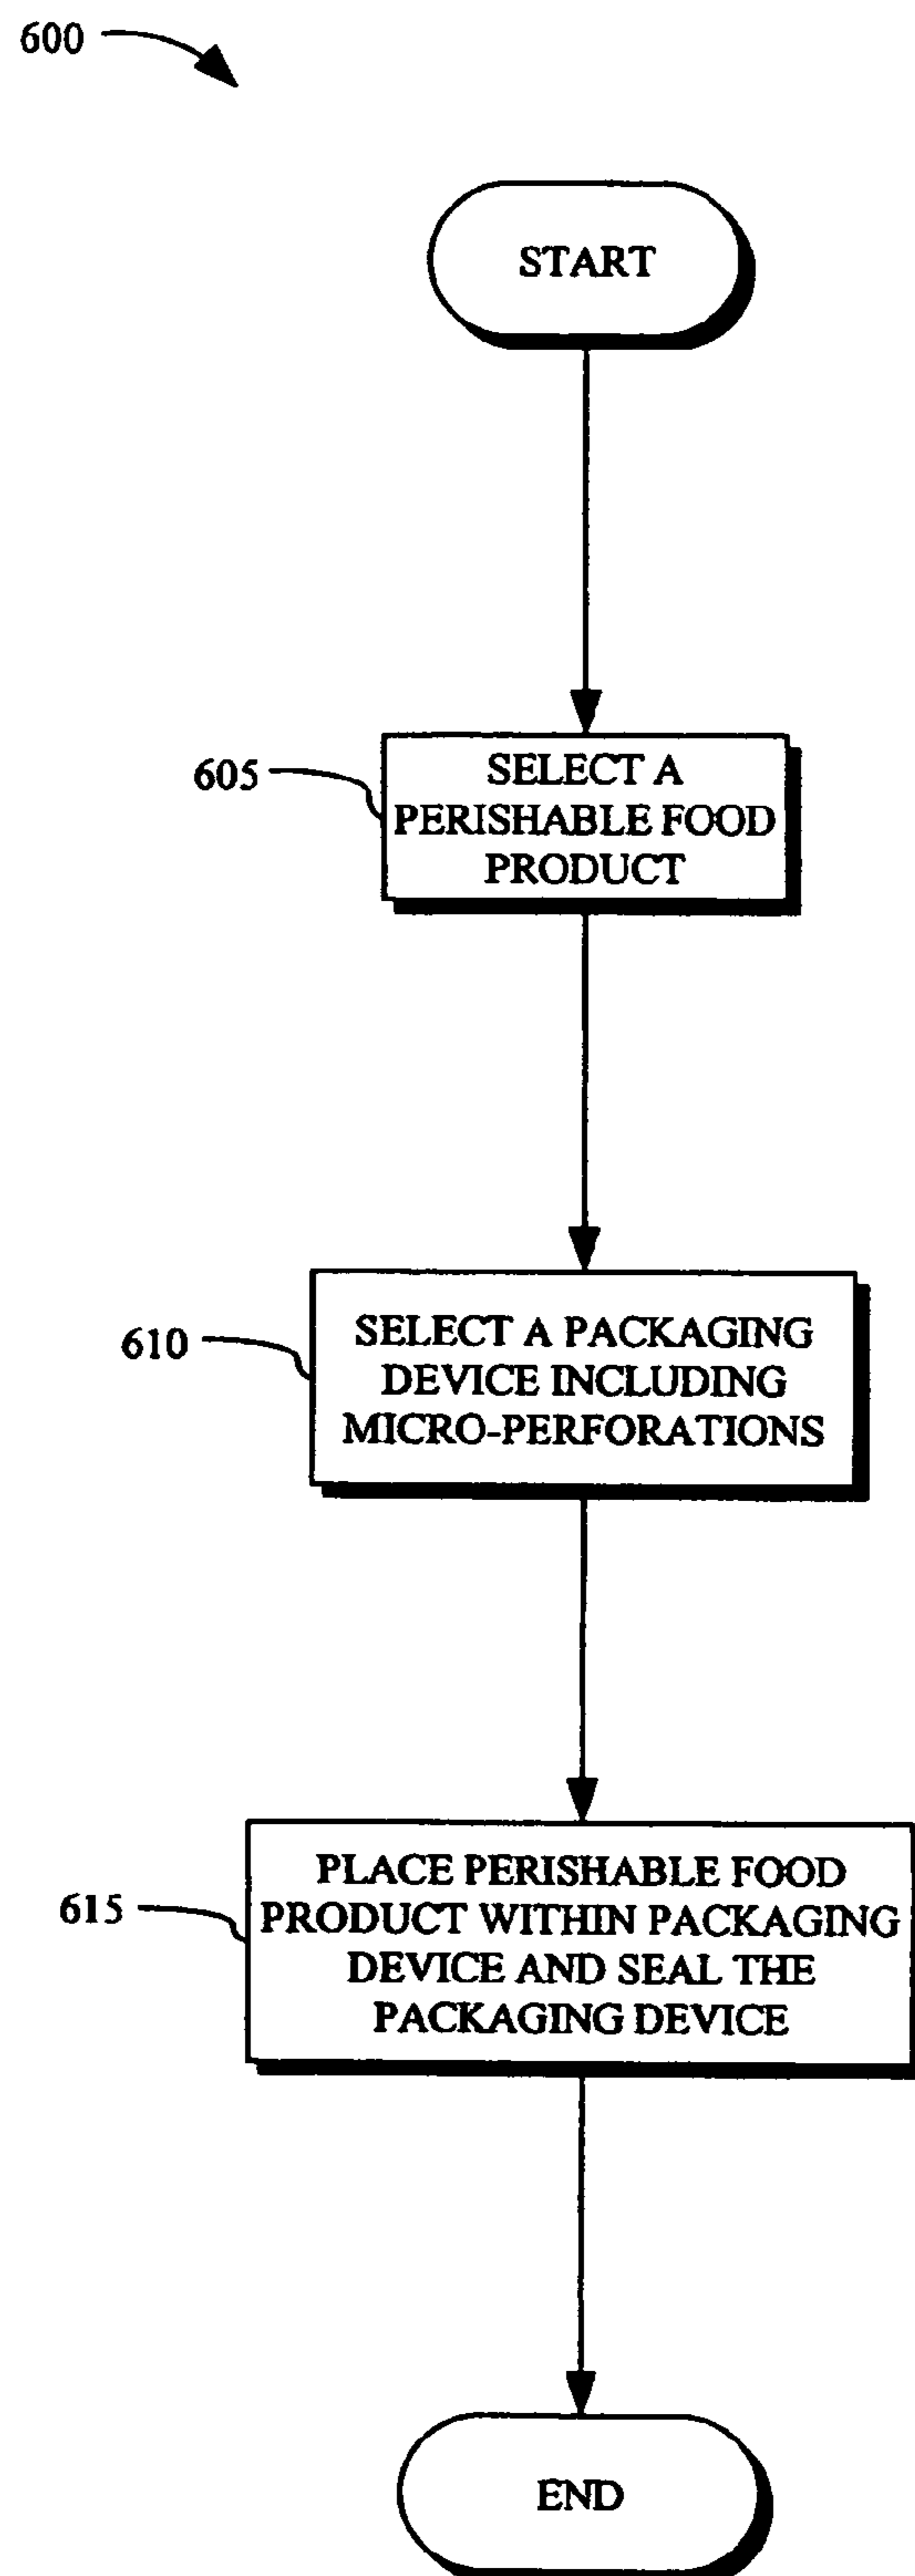 600
START
605
SELECT A
PERISHABLE FOOD
PRODUCT
610
SELECT A PACKAGING
DEVICE INCLUDING
MICRO-PERFORATIONS
615
PLACE PERISHABLE FOOD
PRODUCT WITHIN PACKAGING
DEVICE AND SEAL THE
PACKAGING DEVICE
END